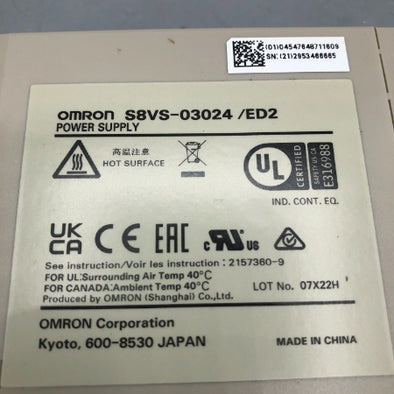 (01)04547648711609
SN:(21)2953466665
OMRON S8VS-03024 /ED2
POWER SUPPLY
高温注意
HOT SURFACE
UL CERTIFIED SAFETY US CA E316988
IND. CONT. EQ.
UK CA CE EAC c RU us
See instruction/Voir les instruction : 2157360-9
FOR UL:Surrounding Air Temp 40℃
FOR CANADA:Ambient Temp 40℃
LOT No. 07X22H
Produced by OMRON (Shanghai) Co.,Ltd.
OMRON Corporation
Kyoto, 600-8530 JAPAN
MADE IN CHINA